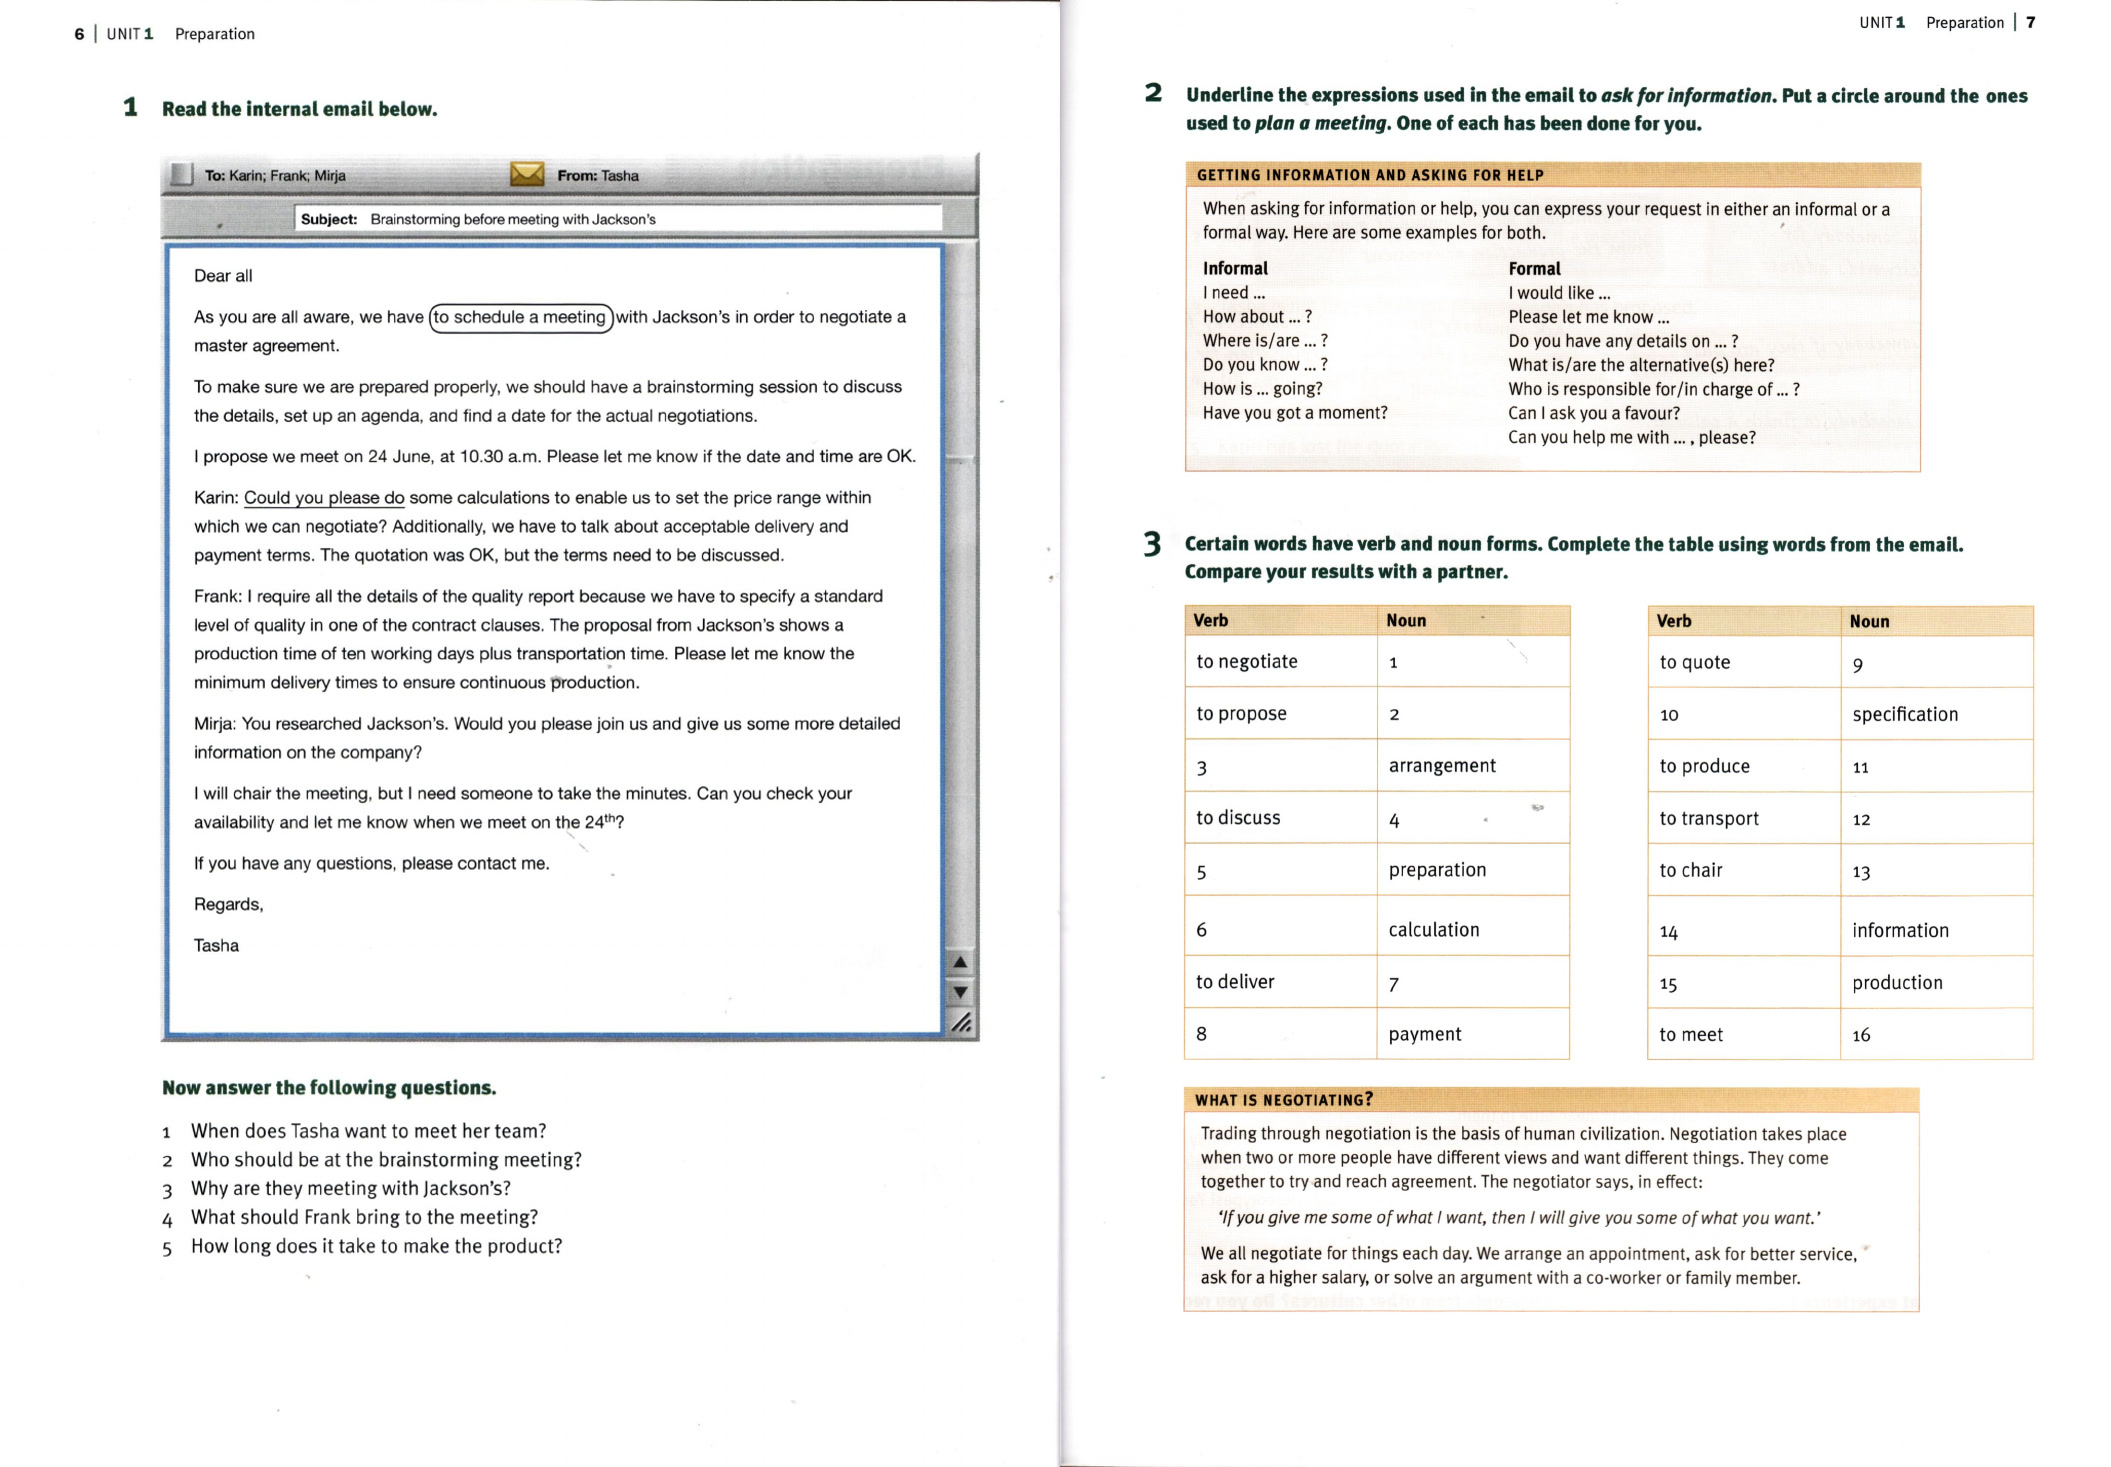 6 | UNIT 1 Preparation
1 Read the internal email below.
To: Karin; Frank; Mirja From: Tasha
Subject: Brainstorming before meeting with Jackson's
Dear all
As you are all aware, we have to schedule a meeting with Jackson's in order to negotiate a
master agreement.
To make sure we are prepared properly, we should have a brainstorming session to discuss
the details, set up an agenda, and find a date for the actual negotiations.
I propose we meet on 24 June, at 10.30 a.m. Please let me know if the date and time are OK.
Karin: Could you please do some calculations to enable us to set the price range within
which we can negotiate? Additionally, we have to talk about acceptable delivery and
payment terms. The quotation was OK, but the terms need to be discussed.
Frank: I require all the details of the quality report because we have to specify a standard
level of quality in one of the contract clauses. The proposal from Jackson's shows a
production time of ten working days plus transportation time. Please let me know the
minimum delivery times to ensure continuous production.
Mirja: You researched Jackson's. Would you please join us and give us some more detailed
information on the company?
I will chair the meeting, but I need someone to take the minutes. Can you check your
availability and let me know when we meet on the 24th?
If you have any questions, please contact me.
Regards,
Tasha
Now answer the following questions.
1 When does Tasha want to meet her team?
2 Who should be at the brainstorming meeting?
3 Why are they meeting with Jackson's?
4 What should Frank bring to the meeting?
5 How long does it take to make the product?
UNIT 1 Preparation | 7
2 Underline the expressions used in the email to ask for information. Put a circle around the ones
used to plan a meeting. One of each has been done for you.
GETTING INFORMATION AND ASKING FOR HELP
When asking for information or help, you can express your request in either an informal or a
formal way. Here are some examples for both.
Informal Formal
I need ... I would like ...
How about ... ? Please let me know ...
Where is/are ... ? Do you have any details on ... ?
Do you know ... ? What is/are the alternative(s) here?
How is ... going? Who is responsible for/in charge of ... ?
Have you got a moment? Can I ask you a favour?
Can you help me with ... , please?
3 Certain words have verb and noun forms. Complete the table using words from the email.
Compare your results with a partner.
Verb Noun Verb Noun
to negotiate 1 to quote 9
to propose 2 10 specification
3 arrangement to produce 11
to discuss 4 to transport 12
5 preparation to chair 13
6 calculation 14 information
to deliver 7 15 production
8 payment to meet 16
WHAT IS NEGOTIATING?
Trading through negotiation is the basis of human civilization. Negotiation takes place
when two or more people have different views and want different things. They come
together to try and reach agreement. The negotiator says, in effect:
'If you give me some of what I want, then I will give you some of what you want.'
We all negotiate for things each day. We arrange an appointment, ask for better service,
ask for a higher salary, or solve an argument with a co-worker or family member.